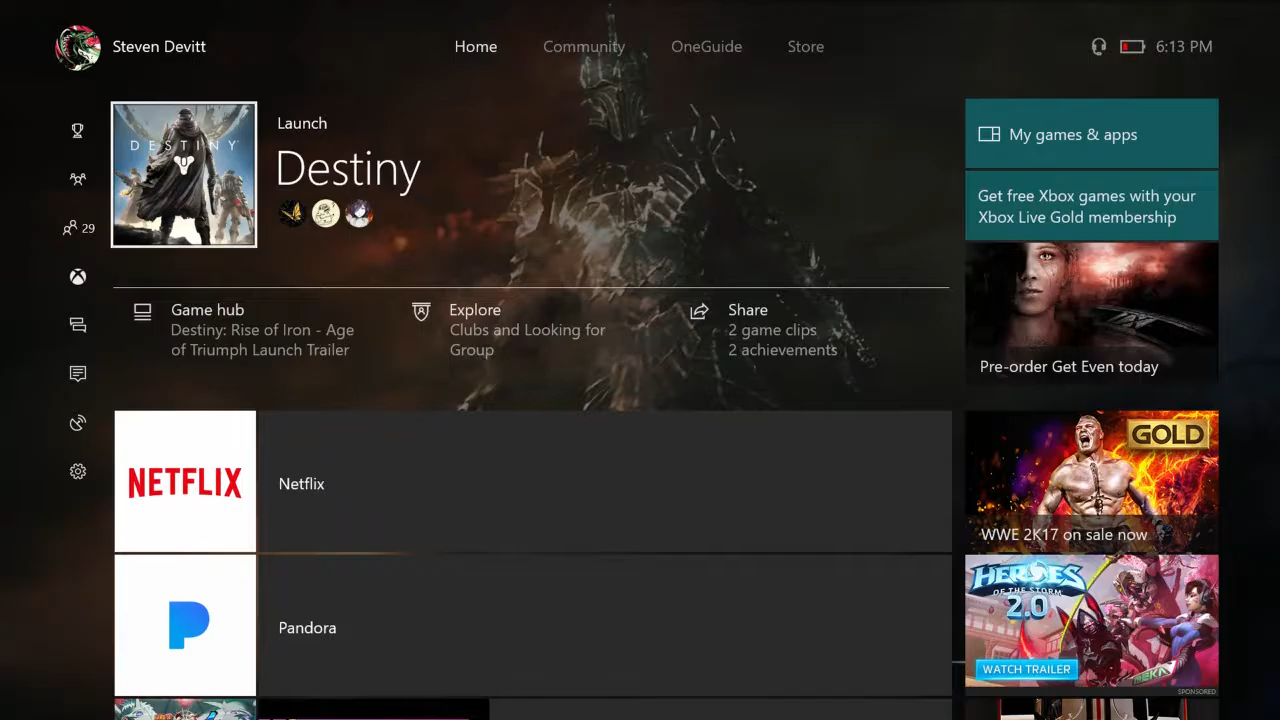 Steven Devitt
Home
Community
OneGuide
Store
6:13 PM
DESTINY
Launch
Destiny
29
Game hub
Destiny: Rise of Iron - Age
of Triumph Launch Trailer
Explore
Clubs and Looking for
Group
Share
2 game clips
2 achievements
My games & apps
Get free Xbox games with your
Xbox Live Gold membership
Pre-order Get Even today
NETFLIX
Netflix
GOLD
WWE 2K17 on sale now
Pandora
HEROES
OF THE STORM
2.0
MEKA
WATCH TRAILER
SPONSORED